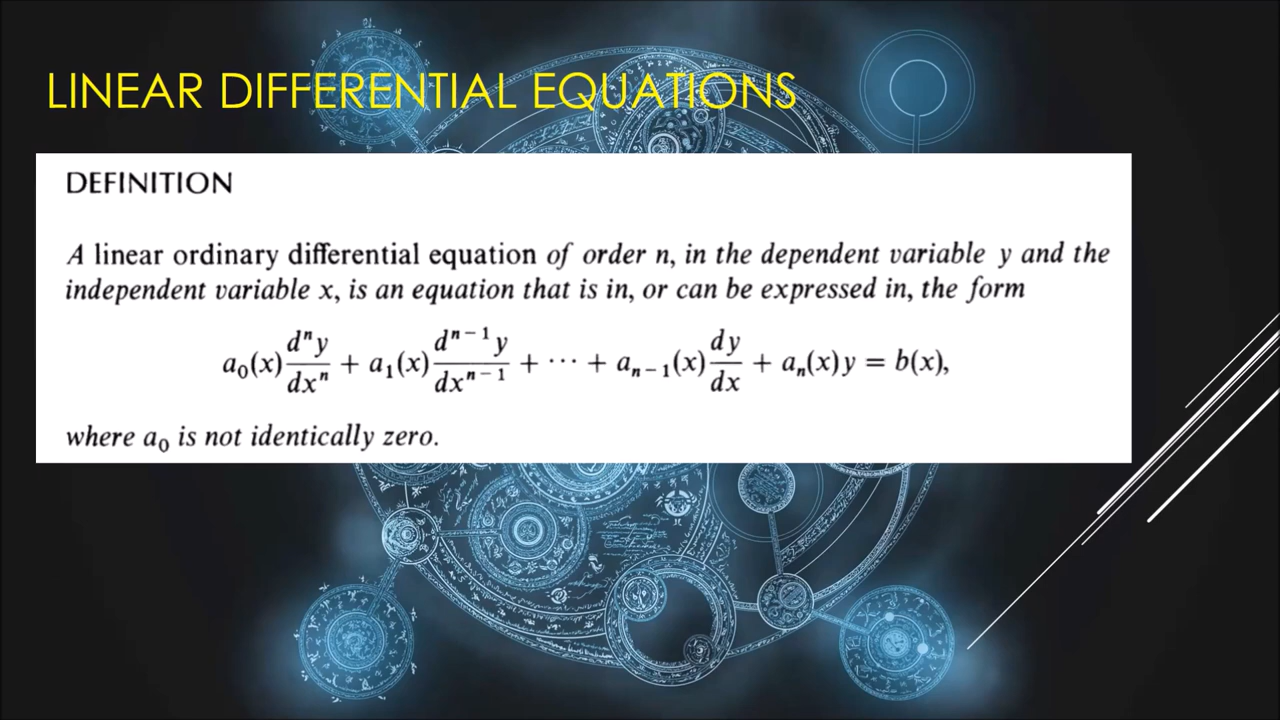 LINEAR DIFFERENTIAL EQUATIONS
DEFINITION
A linear ordinary differential equation of order n, in the dependent variable y and the
independent variable x, is an equation that is in, or can be expressed in, the form
a₀(x) dⁿy/dxⁿ + a₁(x) dⁿ⁻¹y/dxⁿ⁻¹ + ⋯ + aₙ₋₁(x) dy/dx + aₙ(x)y = b(x),
where a₀ is not identically zero.